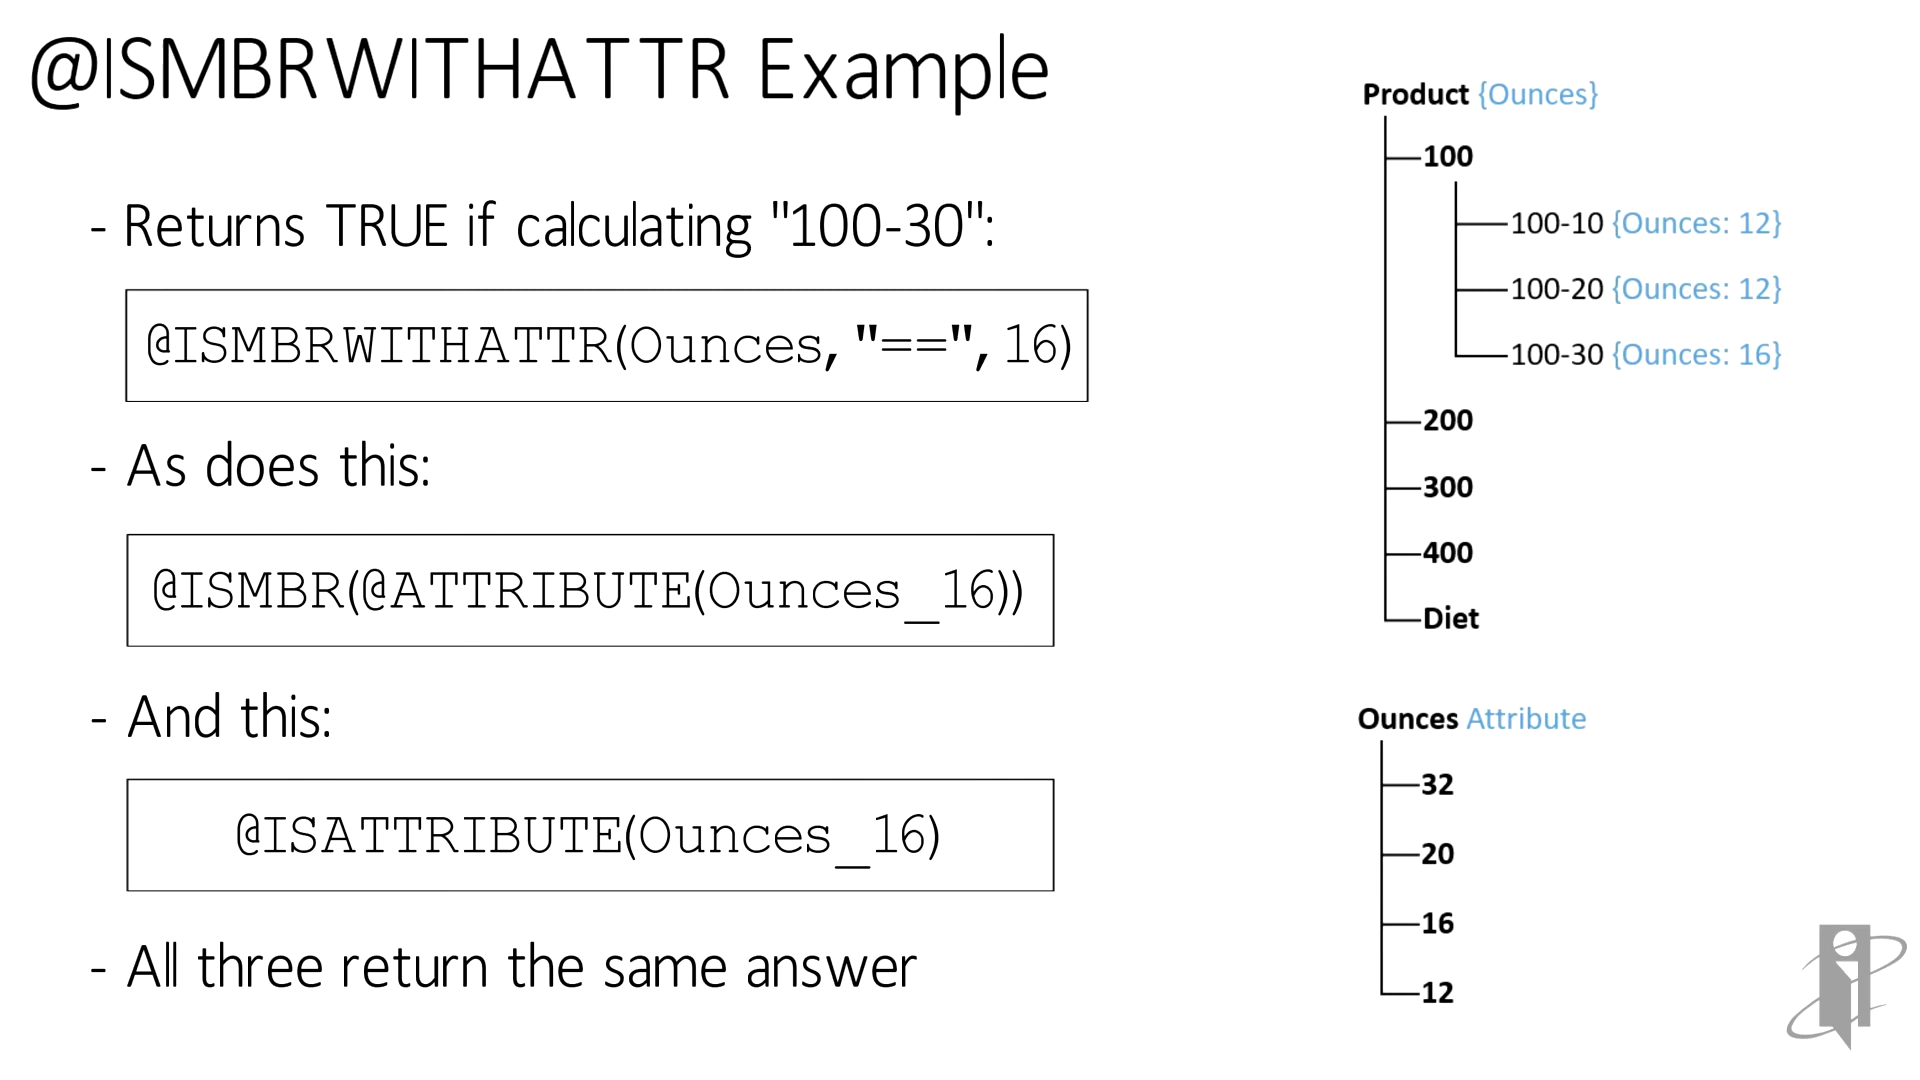 @ISMBRWITHATTR Example
- Returns TRUE if calculating "100-30":
@ISMBRWITHATTR(Ounces, "==", 16)
- As does this:
@ISMBR(@ATTRIBUTE(Ounces_16))
- And this:
@ISATTRIBUTE(Ounces_16)
- All three return the same answer
Product {Ounces}
100
100-10 {Ounces: 12}
100-20 {Ounces: 12}
100-30 {Ounces: 16}
200
300
400
Diet
Ounces Attribute
32
20
16
12